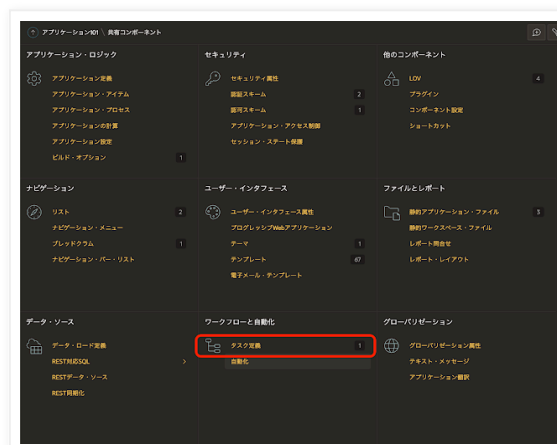 アプリケーション101 \ 共有コンポーネント
アプリケーション・ロジック
アプリケーション定義
アプリケーション・アイテム
アプリケーション・プロセス
アプリケーションの計算
アプリケーション設定
ビルド・オプション 1
セキュリティ
セキュリティ属性
認証スキーム 2
認可スキーム 1
アプリケーション・アクセス制御
セッション・ステート保護
他のコンポーネント
LOV 4
プラグイン
コンポーネント設定
ショートカット
ナビゲーション
リスト 2
ナビゲーション・メニュー
ブレッドクラム 1
ナビゲーション・バー・リスト
ユーザー・インタフェース
ユーザー・インタフェース属性
プログレッシブWebアプリケーション
テーマ 1
テンプレート 67
電子メール・テンプレート
ファイルとレポート
静的アプリケーション・ファイル 3
静的ワークスペース・ファイル
レポート問合せ
レポート・レイアウト
データ・ソース
データ・ロード定義
REST対応SQL
RESTデータ・ソース
REST同期化
ワークフローと自動化
タスク定義 1
自動化
グローバリゼーション
グローバリゼーション属性
テキスト・メッセージ
アプリケーション翻訳